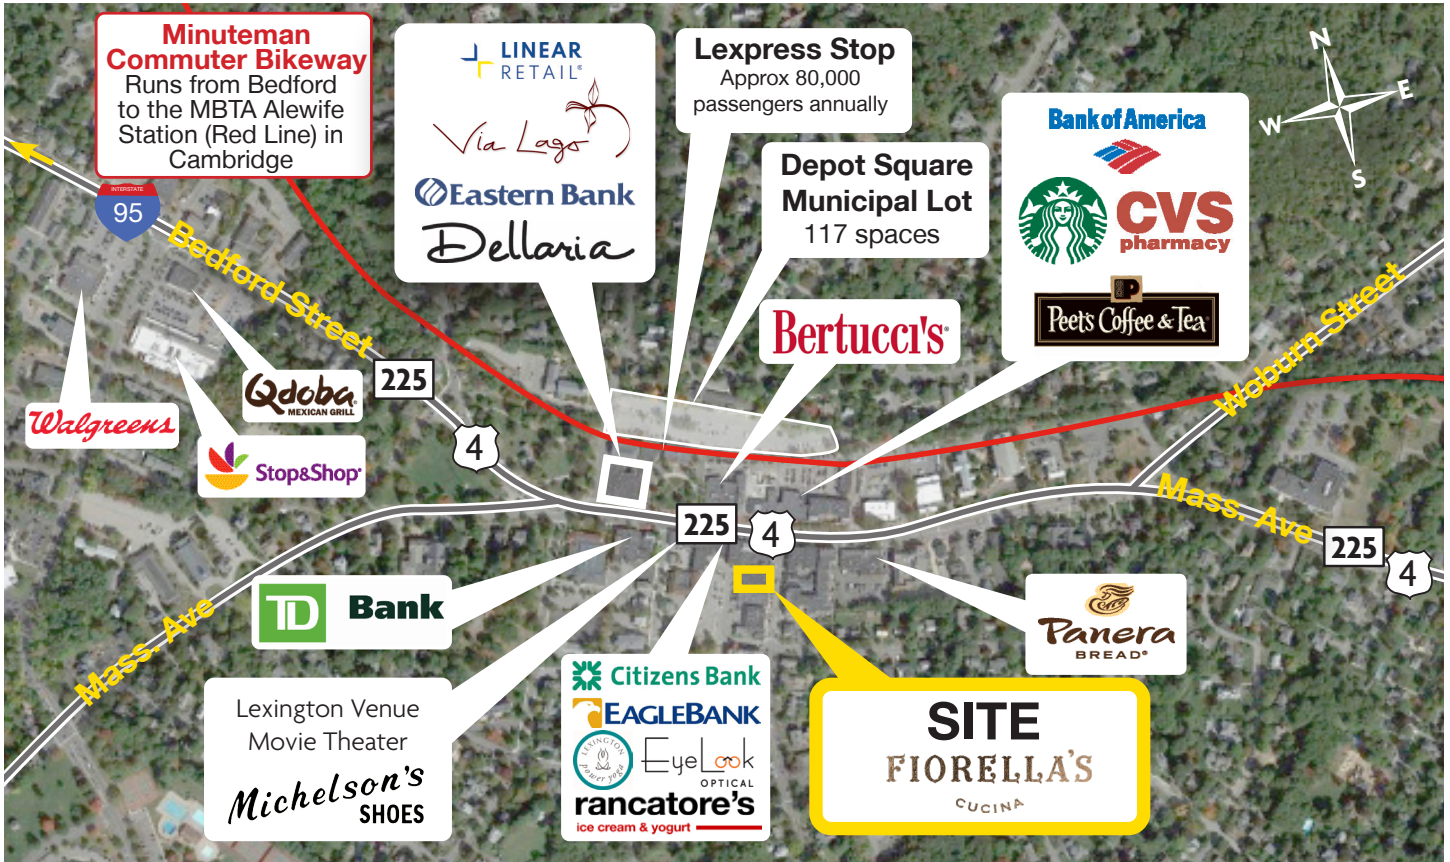 Minuteman
Commuter Bikeway
Runs from Bedford
to the MBTA Alewife
Station (Red Line) in
Cambridge
LINEAR
RETAIL®
Via Lago
Eastern Bank
Dellaria
Lexpress Stop
Approx 80,000
passengers annually
Depot Square
Municipal Lot
117 spaces
Bank of America
CVS
pharmacy
P
Peet's Coffee & Tea®
N
E
W
S
INTERSTATE
95
Bedford Street
225
4
Bertucci's®
Woburn Street
Walgreens
Qdoba®
MEXICAN GRILL
Stop&Shop®
225
4
Mass. Ave
225
4
Mass. Ave
TD Bank
Panera
BREAD®
Lexington Venue
Movie Theater
Michelson's
SHOES
Citizens Bank
EAGLEBANK
LEXINGTON
power yoga
EyeLook
OPTICAL
rancatore's
ice cream & yogurt
SITE
FIORELLA'S
CUCINA